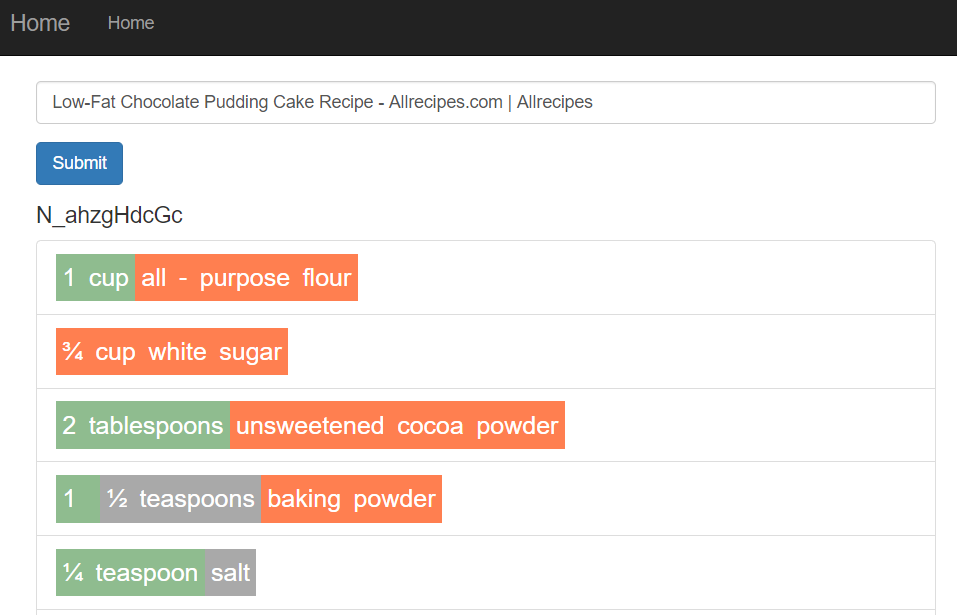 Home Home
Low-Fat Chocolate Pudding Cake Recipe - Allrecipes.com | Allrecipes
Submit
N_ahzgHdcGc
1 cup all - purpose flour
¾ cup white sugar
2 tablespoons unsweetened cocoa powder
1 ½ teaspoons baking powder
¼ teaspoon salt